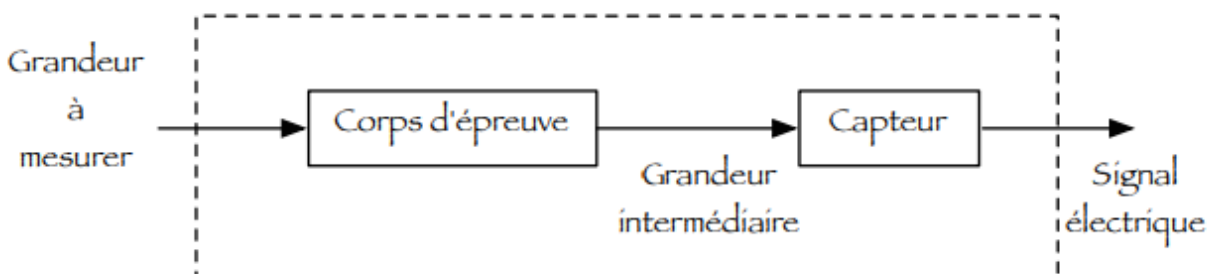 Grandeur
à
mesurer
Corps d'épreuve
Grandeur
intermédiaire
Capteur
Signal
électrique